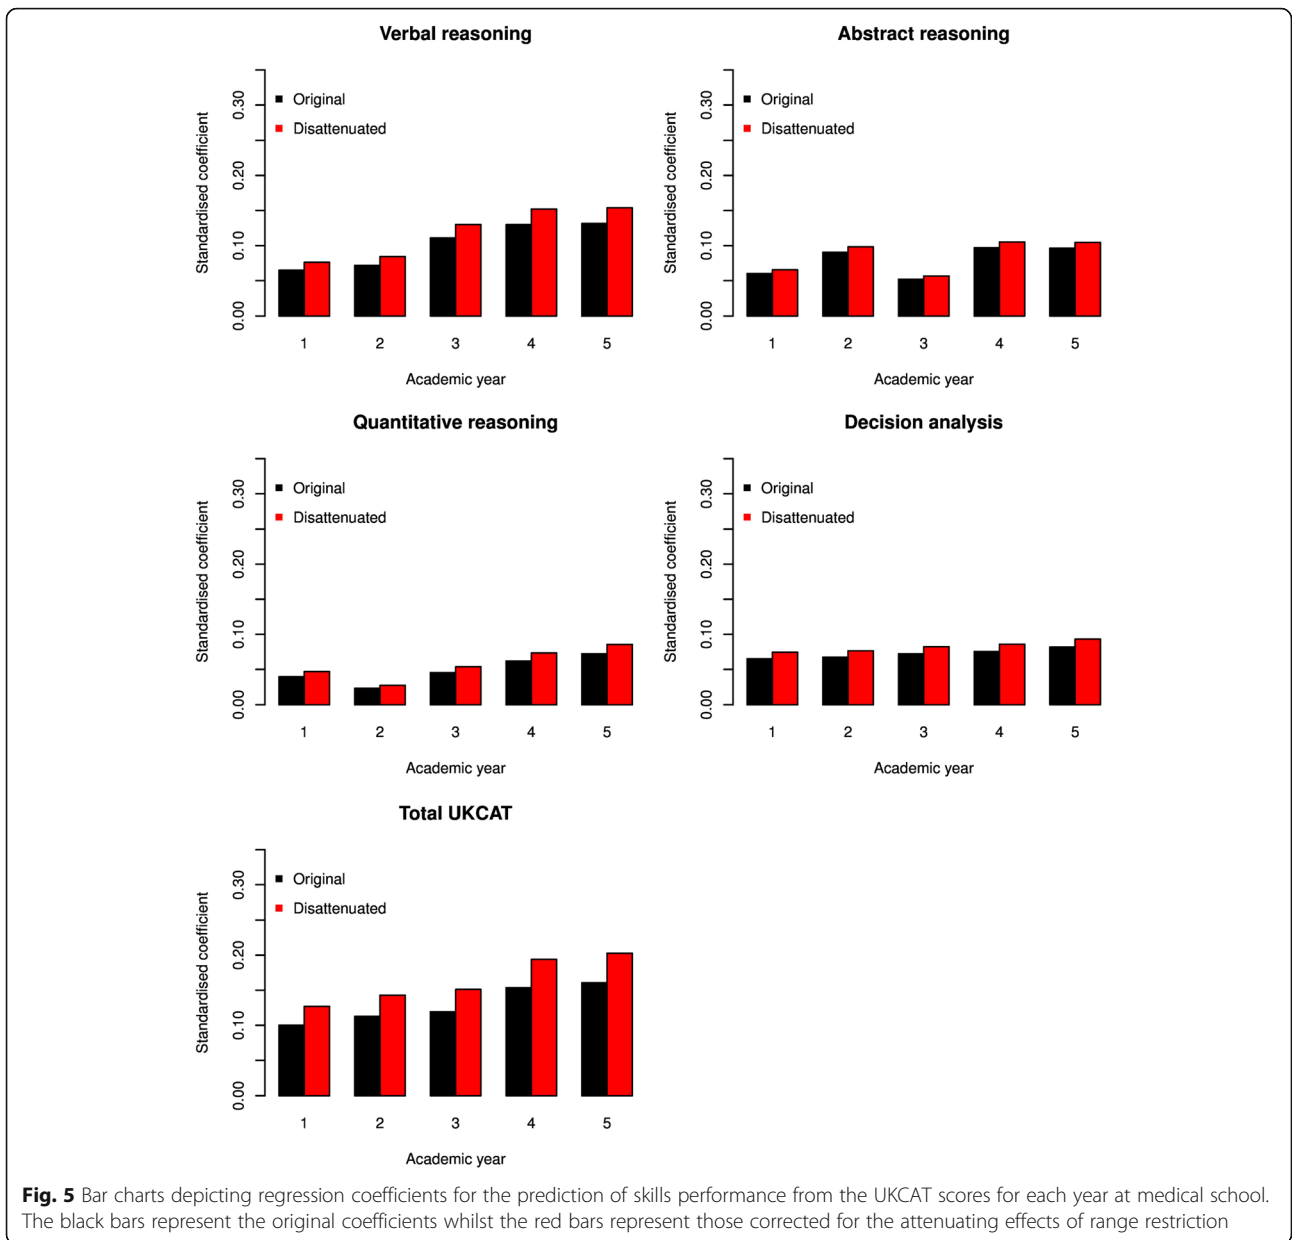 Verbal reasoning
Standardised coefficient
0.00 0.10 0.20 0.30
Original
Disattenuated
1 2 3 4 5
Academic year
Abstract reasoning
Standardised coefficient
0.00 0.10 0.20 0.30
Original
Disattenuated
1 2 3 4 5
Academic year
Quantitative reasoning
Standardised coefficient
0.00 0.10 0.20 0.30
Original
Disattenuated
1 2 3 4 5
Academic year
Decision analysis
Standardised coefficient
0.00 0.10 0.20 0.30
Original
Disattenuated
1 2 3 4 5
Academic year
Total UKCAT
Standardised coefficient
0.00 0.10 0.20 0.30
Original
Disattenuated
1 2 3 4 5
Academic year
Fig. 5 Bar charts depicting regression coefficients for the prediction of skills performance from the UKCAT scores for each year at medical school.
The black bars represent the original coefficients whilst the red bars represent those corrected for the attenuating effects of range restriction